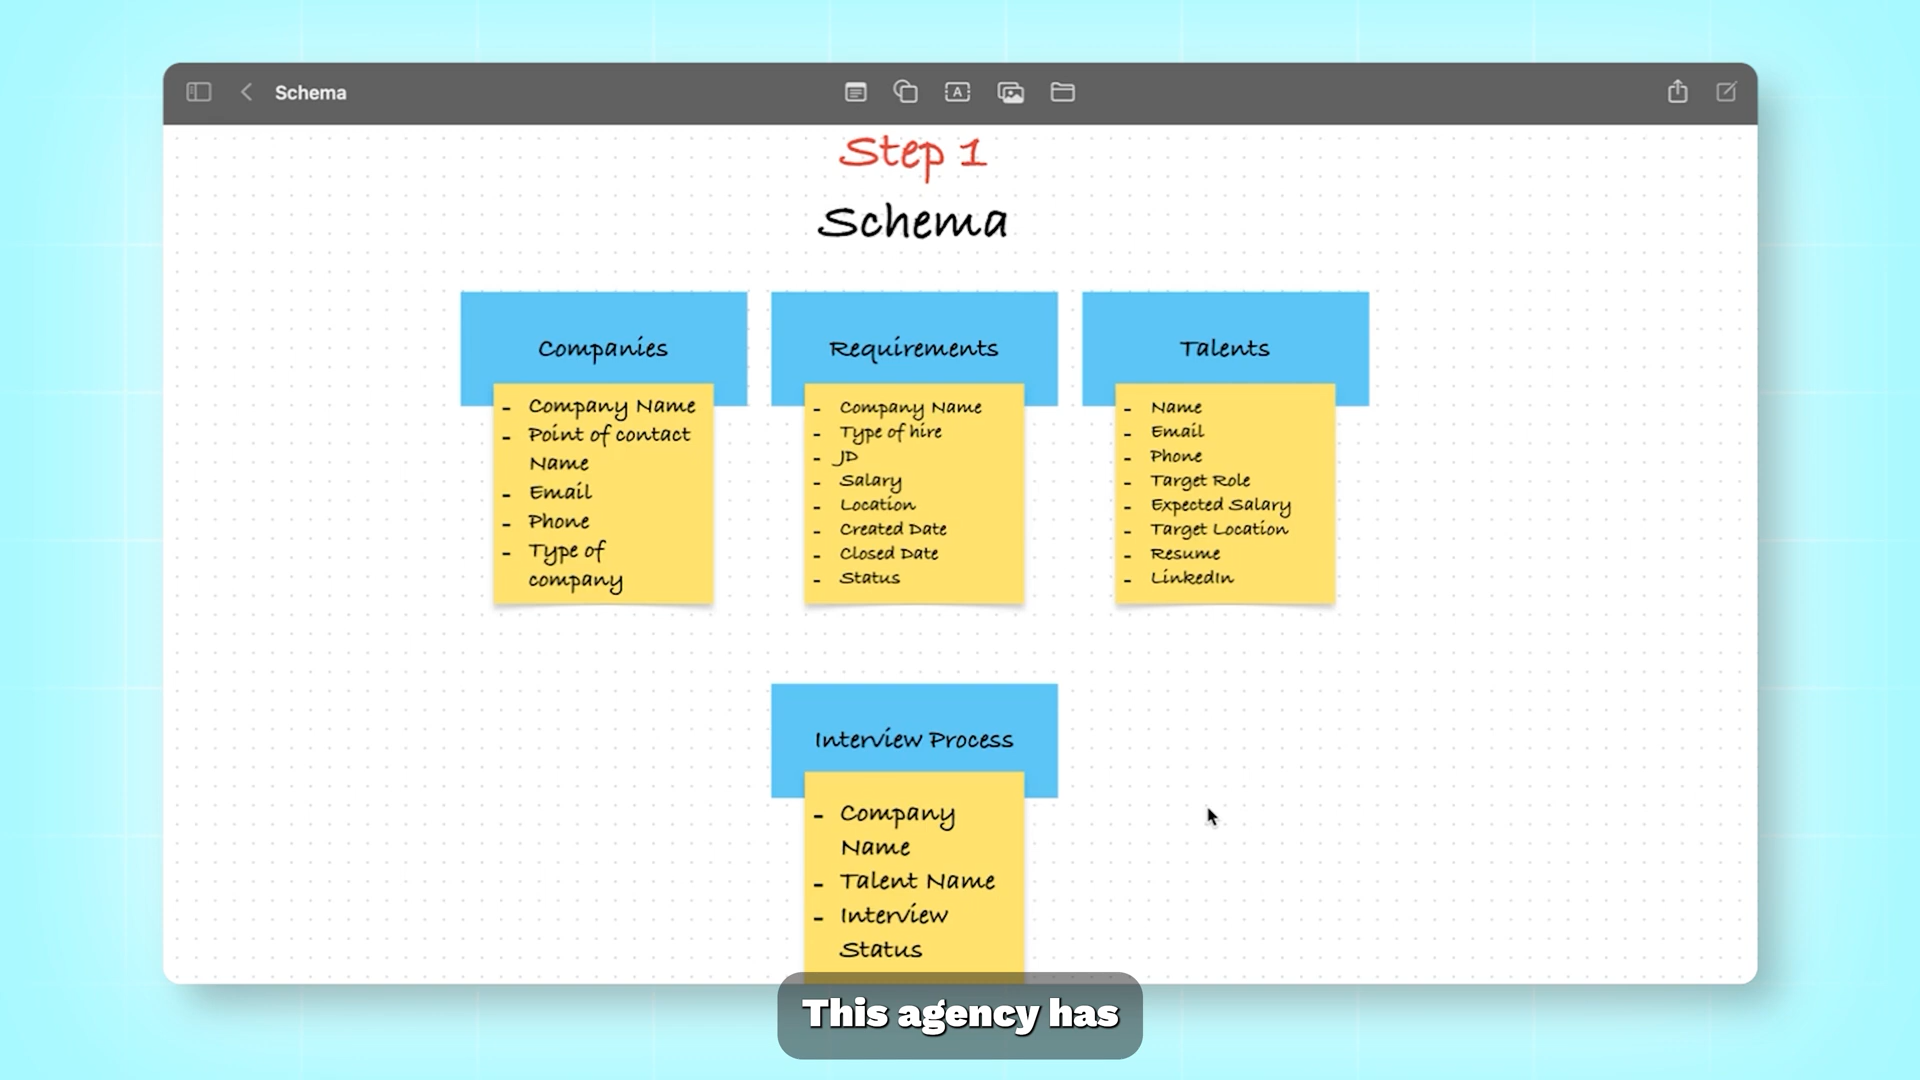 Schema
Step 1
Schema
Companies
- Company Name
- Point of contact
Name
- Email
- Phone
- Type of
company
Requirements
- Company Name
- Type of hire
- JD
- Salary
- Location
- Created Date
- Closed Date
- Status
Talents
- Name
- Email
- Phone
- Target Role
- Expected Salary
- Target Location
- Resume
- LinkedIn
Interview Process
- Company
Name
- Talent Name
- Interview
Status
This agency has